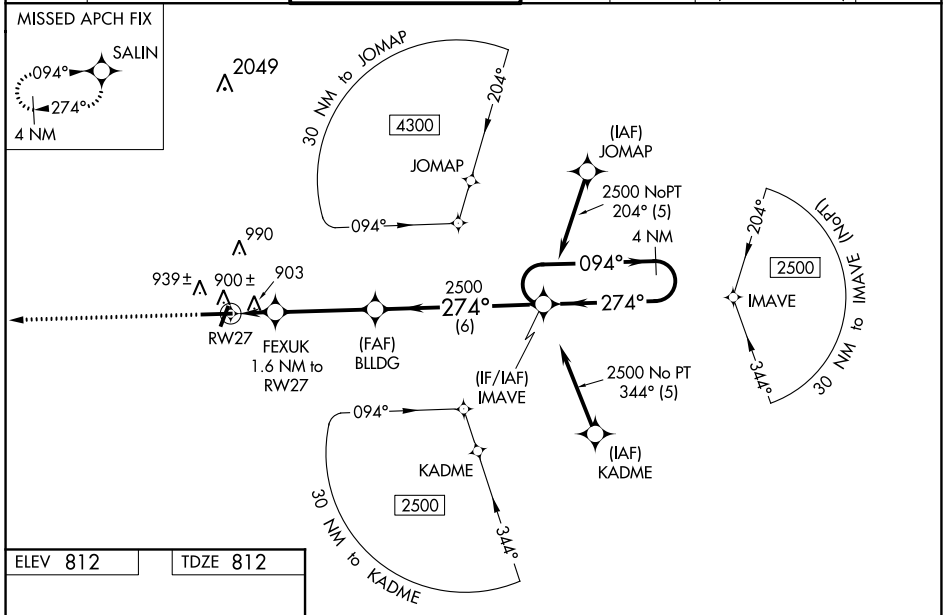 MISSED APCH FIX
SALIN
094°
274°
4 NM
2049
30 NM to JOMAP
204°
4300
JOMAP
094°
(IAF)
JOMAP
2500 NoPT
204° (5)
4 NM
094°
274°
204°
30 NM to IMAVE (NoPT)
2500
IMAVE
344°
990
939±
900±
903
2500
274°
(6)
RW27
FEXUK
1.6 NM to
RW27
(FAF)
BLLDG
(IF/IAF)
IMAVE
2500 No PT
344° (5)
(IAF)
KADME
094°
KADME
2500
344°
30 NM to KADME
ELEV 812
TDZE 812